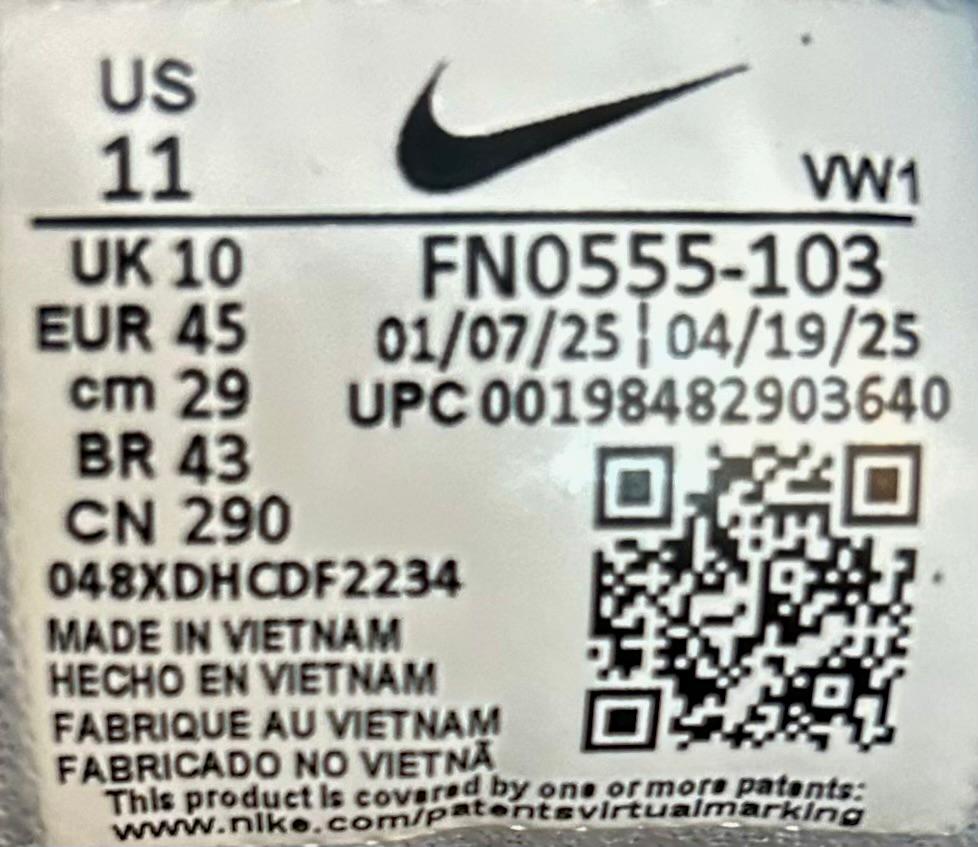 US
11
VW1
UK 10
EUR 45
cm 29
BR 43
CN 290
FN0555-103
01/07/25 | 04/19/25
UPC 00198482903640
048XDHCDF2234
MADE IN VIETNAM
HECHO EN VIETNAM
FABRIQUE AU VIETNAM
FABRICADO NO VIETNÃ
This product is covered by one or more patents:
www.nike.com/patentsvirtualmarking